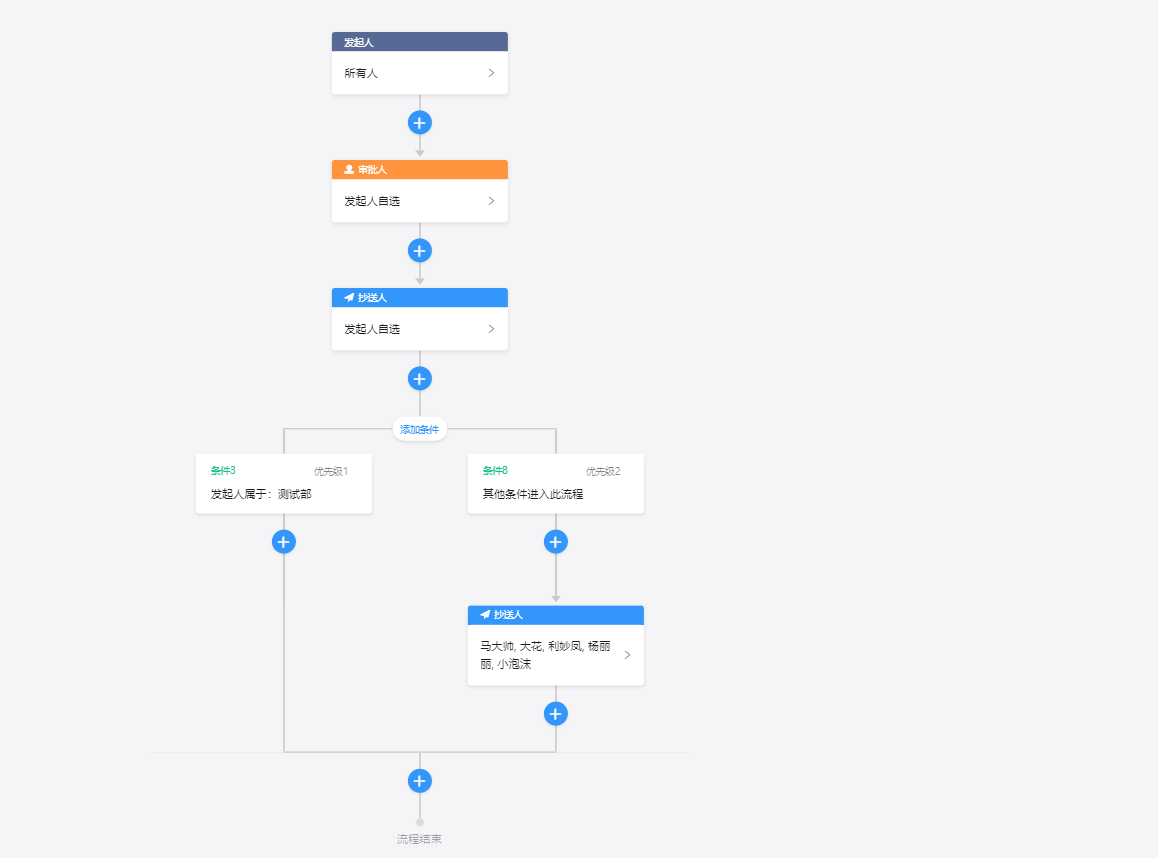 发起人
所有人
审批人
发起人自选
抄送人
发起人自选
添加条件
条件3 优先级1
发起人属于：测试部
条件8 优先级2
其他条件进入此流程
抄送人
马大帅, 大花, 利妙凤, 杨丽
丽, 小泡沫
流程结束